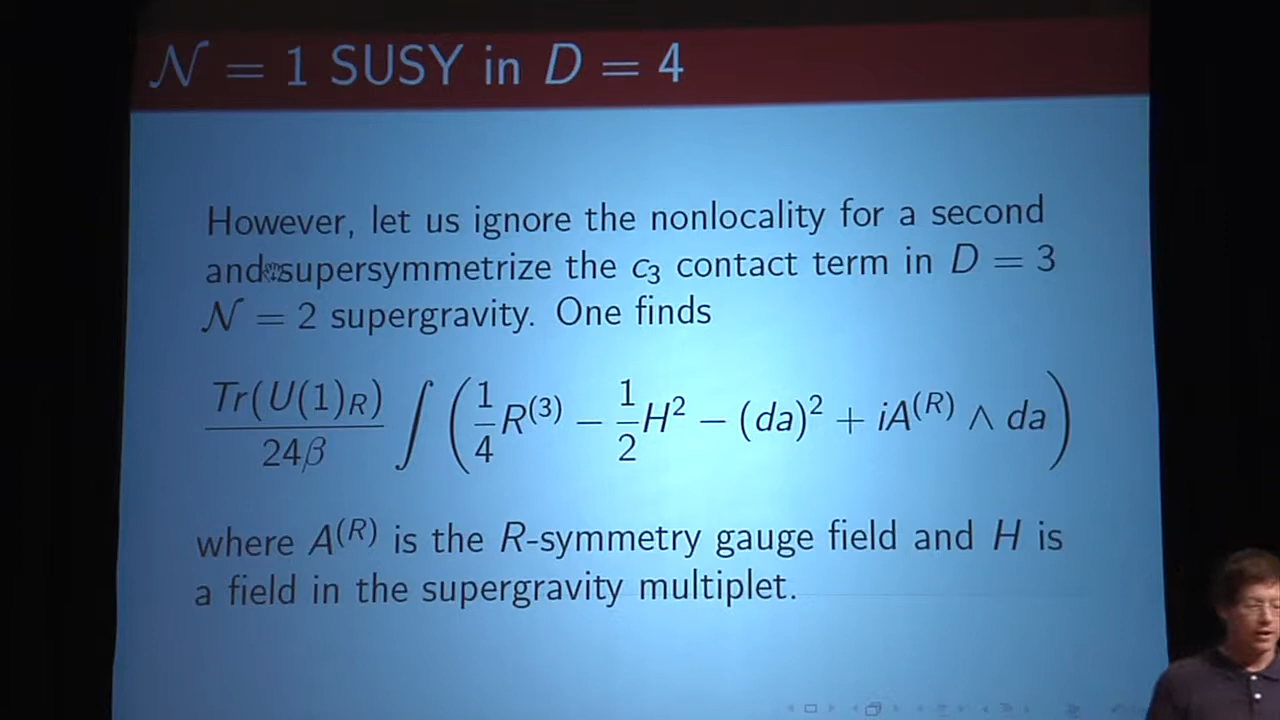 𝒩 = 1 SUSY in D = 4
However, let us ignore the nonlocality for a second
and supersymmetrize the c₃ contact term in D = 3
𝒩 = 2 supergravity. One finds
Tr(U(1)_R)/24β ∫ (1/4 R⁽³⁾ − 1/2 H² − (da)² + iA⁽ᴿ⁾ ∧ da)
where A⁽ᴿ⁾ is the R-symmetry gauge field and H is
a field in the supergravity multiplet.